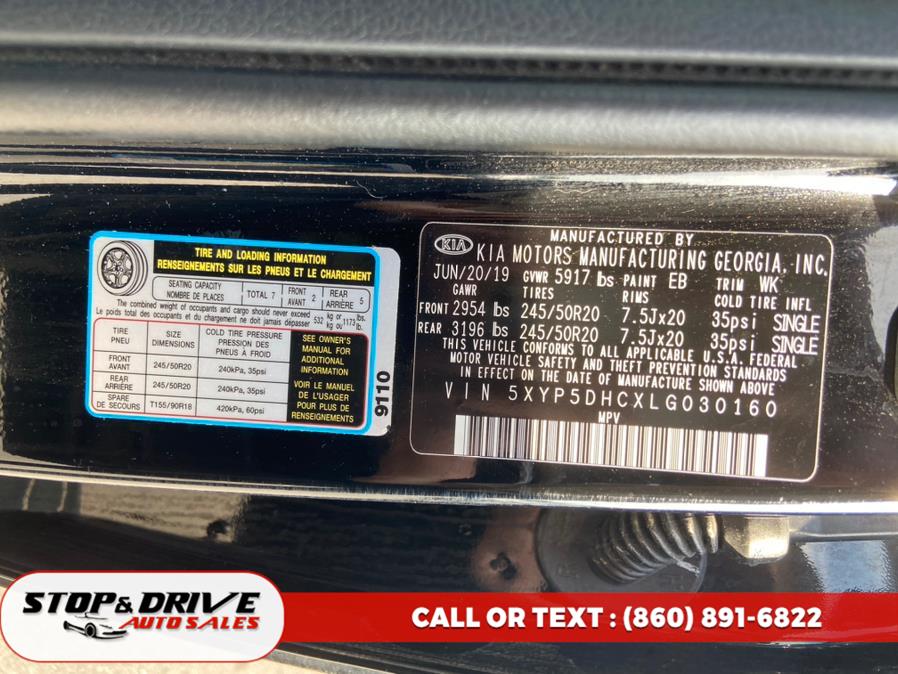 TIRE AND LOADING INFORMATION
RENSEIGNEMENTS SUR LES PNEUS ET LE CHARGEMENT
SEATING CAPACITY
NOMBRE DE PLACES
TOTAL 7
FRONT
AVANT 2
REAR
ARRIÈRE 5
The combined weight of occupants and cargo should never exceed 532 kg or 1173 lbs.
Le poids total des occupants et du chargement ne doit jamais dépasser kg ou lb.
TIRE
PNEU
SIZE
DIMENSIONS
COLD TIRE PRESSURE
PRESSION DES
PNEUS À FROID
FRONT
AVANT
245/50R20
240kPa, 35psi
REAR
ARRIÈRE
245/50R20
240kPa, 35psi
SPARE
DE SECOURS
T155/90R18
420kPa, 60psi
SEE OWNER'S
MANUAL FOR
ADDITIONAL
INFORMATION
VOIR LE MANUEL
DE L'USAGER
POUR PLUS DE
RENSEIGNEMENTS
9110
MANUFACTURED BY
KIA KIA MOTORS MANUFACTURING GEORGIA, INC.
JUN/20/19 GVWR 5917 lbs PAINT EB TRIM WK
GAWR TIRES RIMS COLD TIRE INFL
FRONT 2954 lbs 245/50R20 7.5Jx20 35psi SINGLE
REAR 3196 lbs 245/50R20 7.5Jx20 35psi SINGLE
THIS VEHICLE CONFORMS TO ALL APPLICABLE U.S.A. FEDERAL
MOTOR VEHICLE SAFETY AND THEFT PREVENTION STANDARDS
IN EFFECT ON THE DATE OF MANUFACTURE SHOWN ABOVE
VIN 5XYP5DHCXLG030160
MPV
STOP & DRIVE
AUTO SALES
CALL OR TEXT : (860) 891-6822